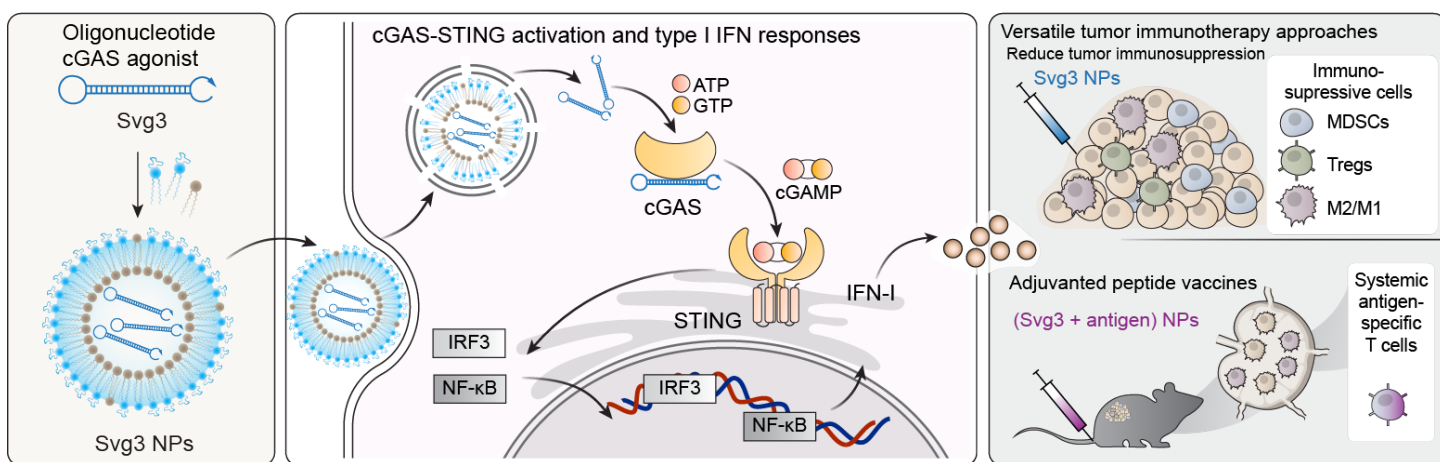 Oligonucleotide
cGAS agonist
Svg3
Svg3 NPs
cGAS-STING activation and type I IFN responses
ATP
GTP
cGAS
cGAMP
STING
IFN-I
IRF3
NF-κB
IRF3
NF-κB
Versatile tumor immunotherapy approaches
Reduce tumor immunosuppression
Svg3 NPs
Immuno-
supressive cells
MDSCs
Tregs
M2/M1
Adjuvanted peptide vaccines
(Svg3 + antigen) NPs
Systemic
antigen-
specific
T cells